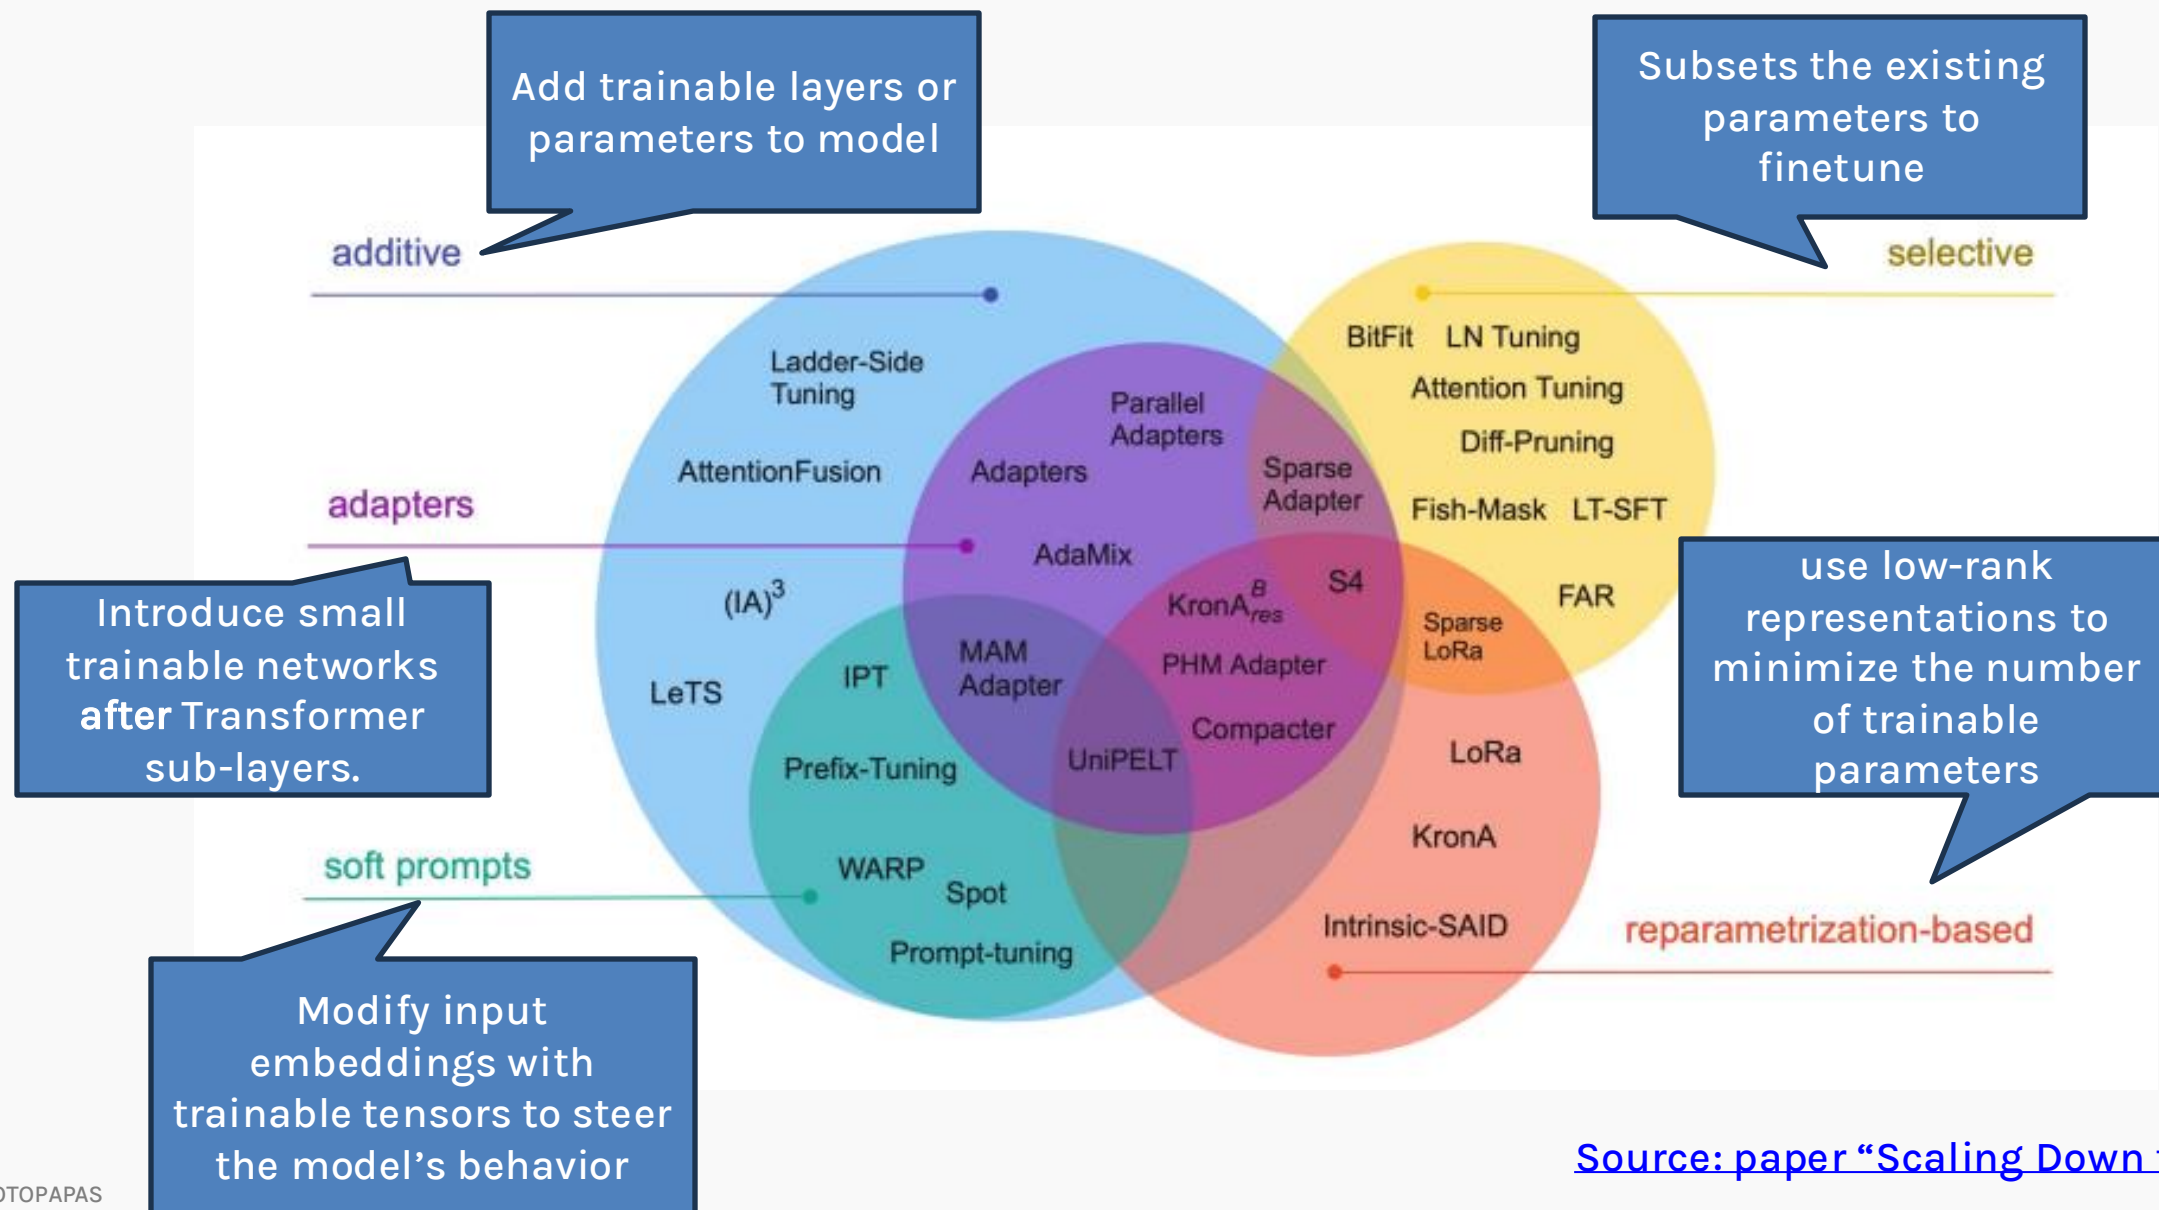 Add trainable layers or
parameters to model
Subsets the existing
parameters to
finetune
additive
selective
BitFit LN Tuning
Ladder-Side
Tuning
Attention Tuning
Parallel
Adapters
Diff-Pruning
AttentionFusion
Adapters
Sparse
Adapter
adapters
Fish-Mask LT-SFT
AdaMix
use low-rank
representations to
minimize the number
of trainable
parameters
Introduce small
trainable networks
after Transformer
sub-layers.
(IA)³
KronA^B_res
S4
FAR
Sparse
LoRa
MAM
Adapter
IPT
PHM Adapter
LeTS
Compacter
UniPELT
LoRa
Prefix-Tuning
KronA
soft prompts
WARP
Spot
Intrinsic-SAID
reparametrization-based
Prompt-tuning
Modify input
embeddings with
trainable tensors to steer
the model's behavior
Source: paper “Scaling Down
OTOPAPAS